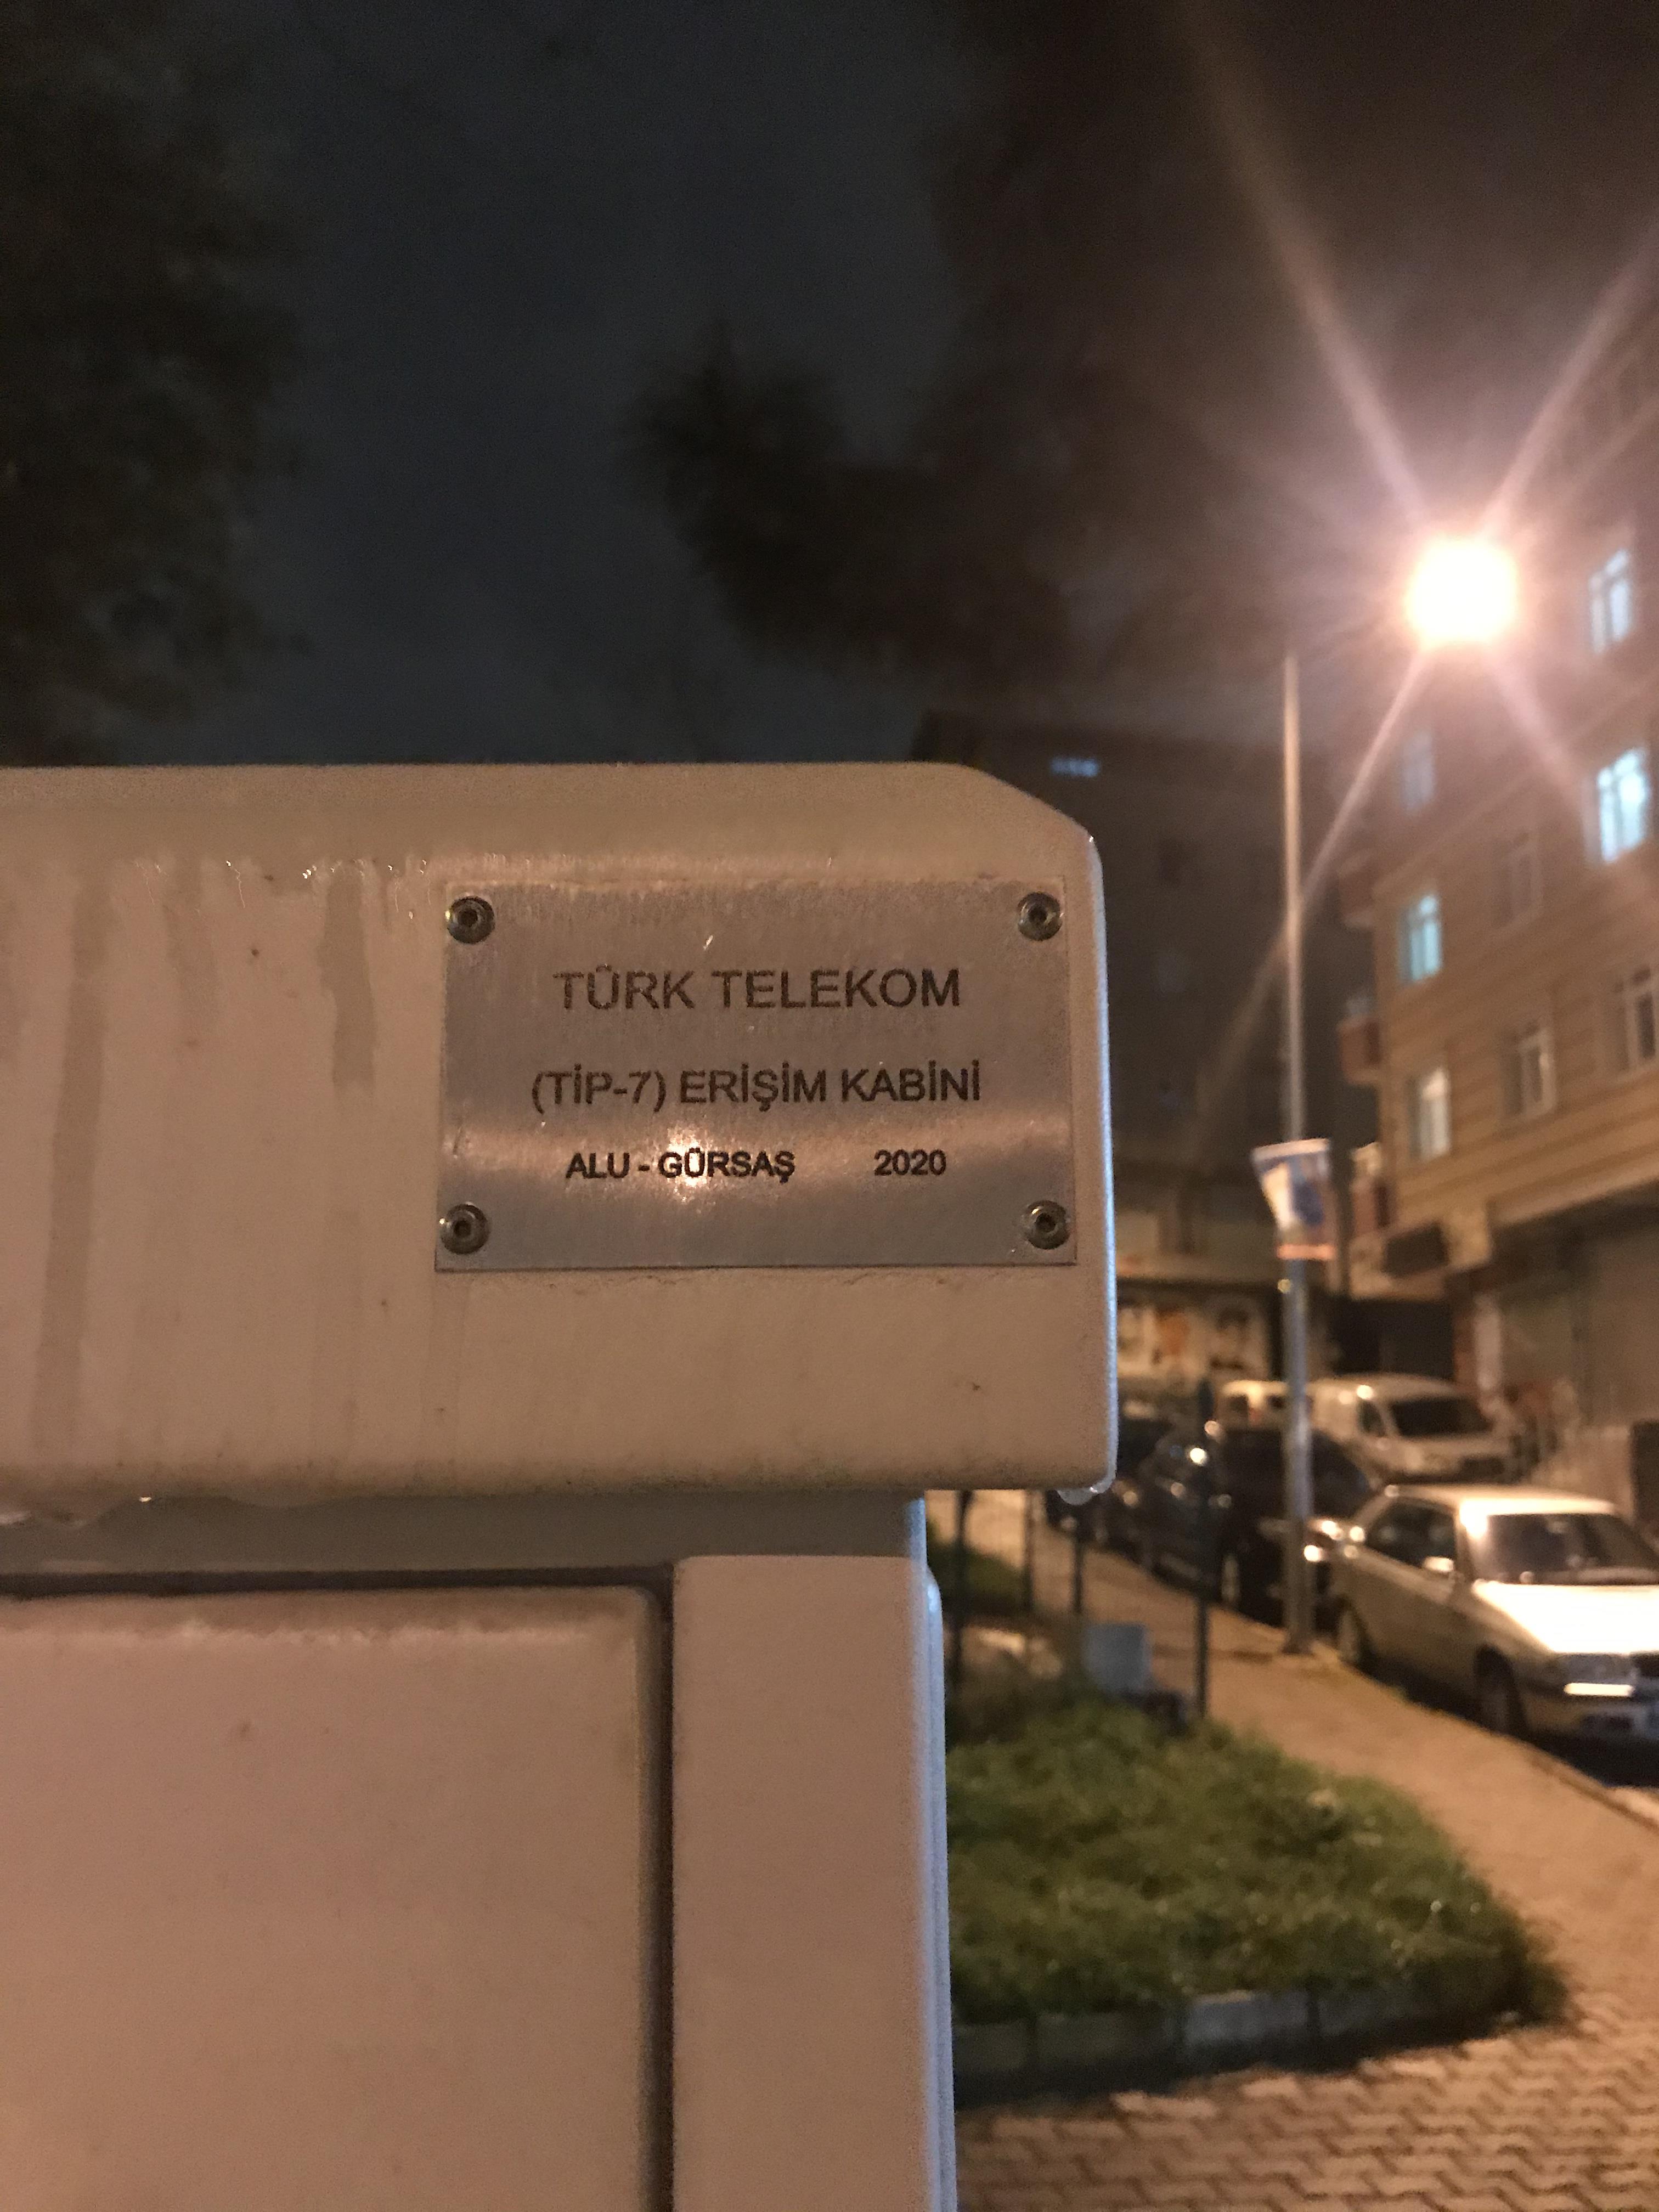 TÜRK TELEKOM
(TİP-7) ERİŞİM KABİNİ
ALU - GÜRSAŞ 2020